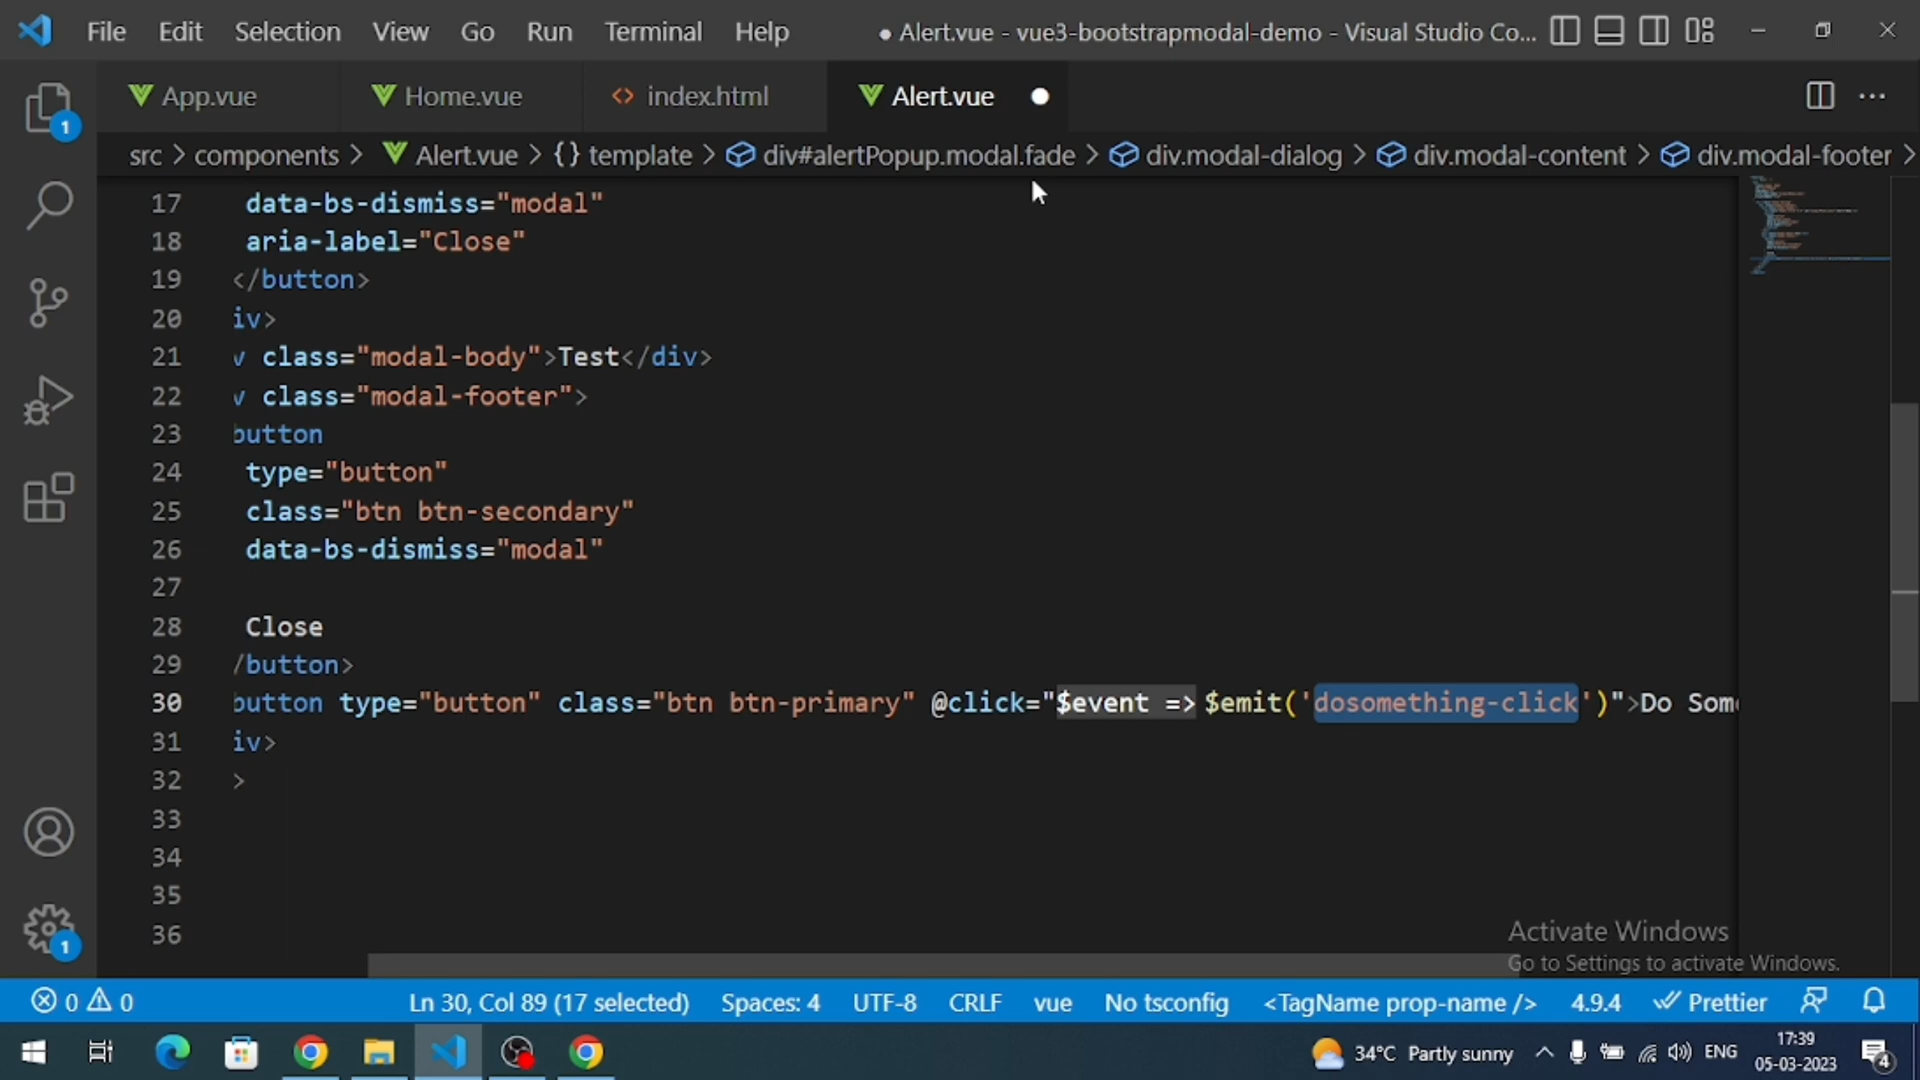 File Edit Selection View Go Run Terminal Help ● Alert.vue - vue3-bootstrapmodal-demo - Visual Studio Co...
App.vue Home.vue index.html Alert.vue
src > components > Alert.vue > {} template > div#alertPopup.modal.fade > div.modal-dialog > div.modal-content > div.modal-footer >
1
17 data-bs-dismiss="modal"
18 aria-label="Close"
19 </button>
20 iv>
21 v class="modal-body">Test</div>
22 v class="modal-footer">
23 button
24 type="button"
25 class="btn btn-secondary"
26 data-bs-dismiss="modal"
27
28 Close
29 /button>
30 button type="button" class="btn btn-primary" @click="$event => $emit('dosomething-click')">Do Som
31 iv>
32 >
33
34
35
36
1
Activate Windows
Go to Settings to activate Windows.
0 0 Ln 30, Col 89 (17 selected) Spaces: 4 UTF-8 CRLF vue No tsconfig <TagName prop-name /> 4.9.4 Prettier
34°C Partly sunny ENG 17:39
05-03-2023
4